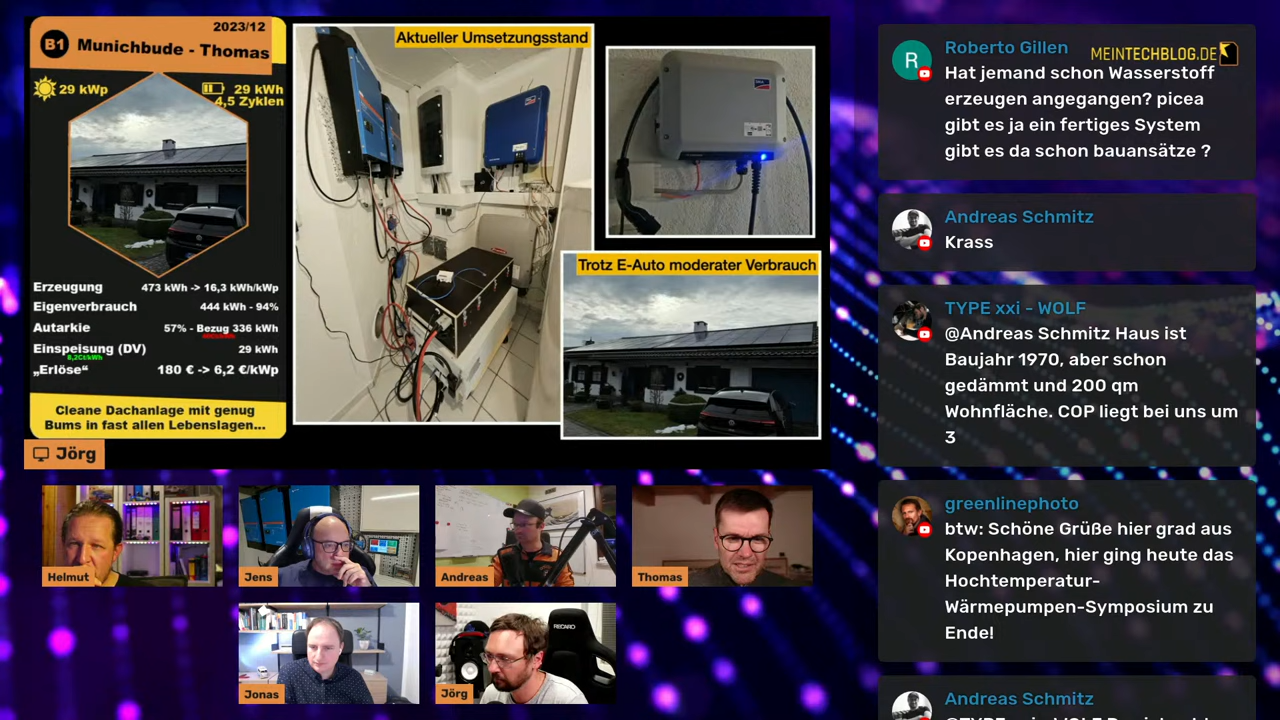 2023/12
B1
Munichbude - Thomas
29 kWp
29 kWh
4,5 Zyklen
Erzeugung 473 kWh -> 16,3 kWh/kWp
Eigenverbrauch 444 kWh - 94%
Autarkie 57% - Bezug 336 kWh
Einspeisung (DV) 29 kWh
8,2Ct/kWh
„Erlöse“ 180 € -> 6,2 €/kWp
Cleane Dachanlage mit genug
Bums in fast allen Lebenslagen...
Aktueller Umsetzungsstand
Trotz E-Auto moderater Verbrauch
Jörg
Helmut
Jens
Andreas
Thomas
Jonas
Jörg
RECARO
MEINTECHBLOG.DE
R
Roberto Gillen
Hat jemand schon Wasserstoff
erzeugen angegangen? picea
gibt es ja ein fertiges System
gibt es da schon bauansätze ?
Andreas Schmitz
Krass
TYPE xxi - WOLF
@Andreas Schmitz Haus ist
Baujahr 1970, aber schon
gedämmt und 200 qm
Wohnfläche. COP liegt bei uns um
3
greenlinephoto
btw: Schöne Grüße hier grad aus
Kopenhagen, hier ging heute das
Hochtemperatur-
Wärmepumpen-Symposium zu
Ende!
Andreas Schmitz